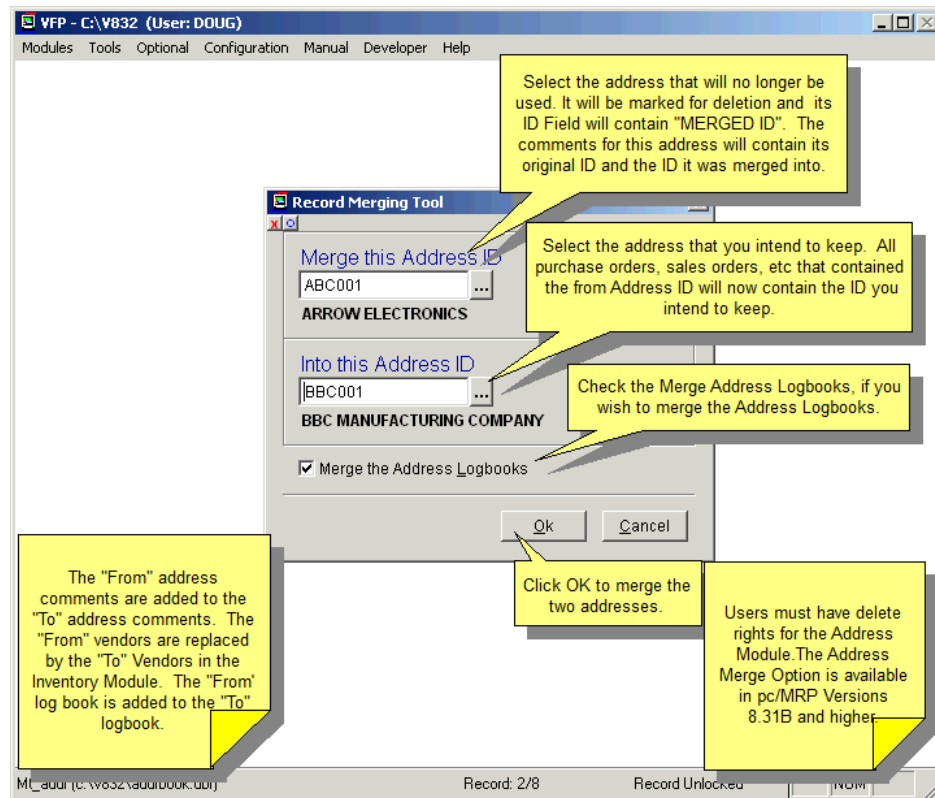 VFP - C:\V832 (User: DOUG)
Modules Tools Optional Configuration Manual Developer Help
Select the address that will no longer be
used. It will be marked for deletion and its
ID Field will contain "MERGED ID". The
comments for this address will contain its
original ID and the ID it was merged into.
Record Merging Tool
Merge this Address ID
ABC001
...
ARROW ELECTRONICS
Select the address that you intend to keep. All
purchase orders, sales orders, etc that contained
the from Address ID will now contain the ID you
intend to keep.
Into this Address ID
BBC001
...
BBC MANUFACTURING COMPANY
Check the Merge Address Logbooks, if you
wish to merge the Address Logbooks.
Merge the Address Logbooks
Ok
Cancel
Click OK to merge the
two addresses.
The "From" address
comments are added to the
"To" address comments. The
"From" vendors are replaced
by the "To" Vendors in the
Inventory Module. The "From'
log book is added to the "To"
logbook.
Users must have delete
rights for the Address
Module.The Address
Merge Option is available
in pc/MRP Versions
8.31B and higher.
Record: 2/8
Record Unlocked
NUM